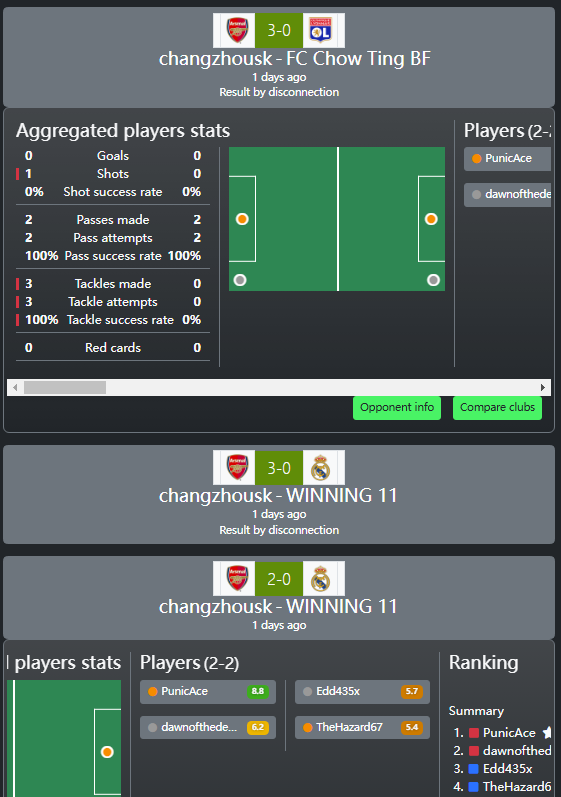 3-0
changzhousk - FC Chow Ting BF
1 days ago
Result by disconnection
Aggregated players stats
0 Goals 0
1 Shots 0
0% Shot success rate 0%
2 Passes made 2
2 Pass attempts 2
100% Pass success rate 100%
3 Tackles made 0
3 Tackle attempts 0
100% Tackle success rate 0%
0 Red cards 0
Players (2-2
PunicAce
dawnofthede
Opponent info
Compare clubs
3-0
changzhousk - WINNING 11
1 days ago
Result by disconnection
2-0
changzhousk - WINNING 11
1 days ago
players stats
Players (2-2)
PunicAce 8.8
dawnofthede... 6.2
Edd435x 5.7
TheHazard67 5.4
Ranking
Summary
1. PunicAce
2. dawnofthed
3. Edd435x
4. TheHazard6